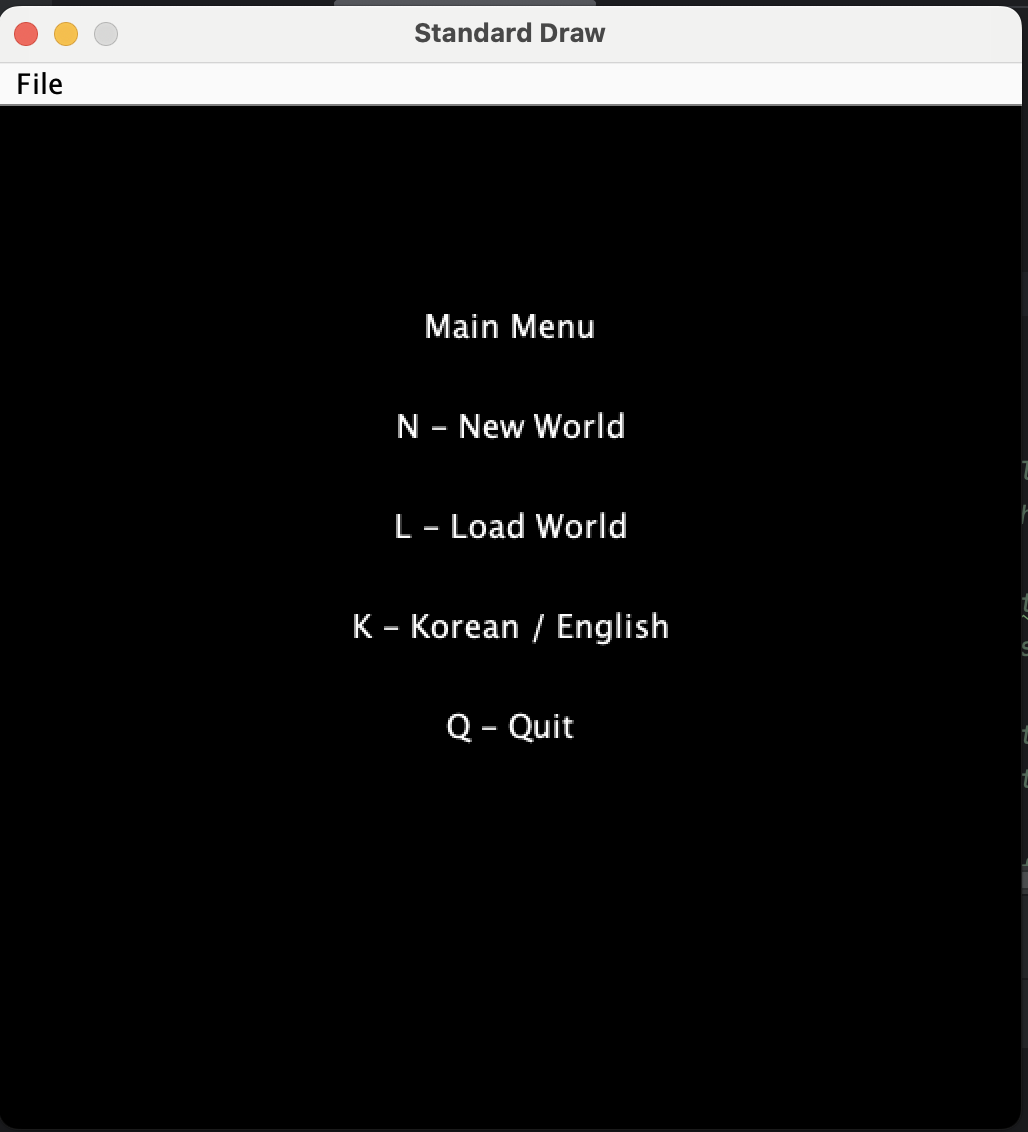 Standard Draw
File
Main Menu
N - New World
L - Load World
K - Korean / English
Q - Quit